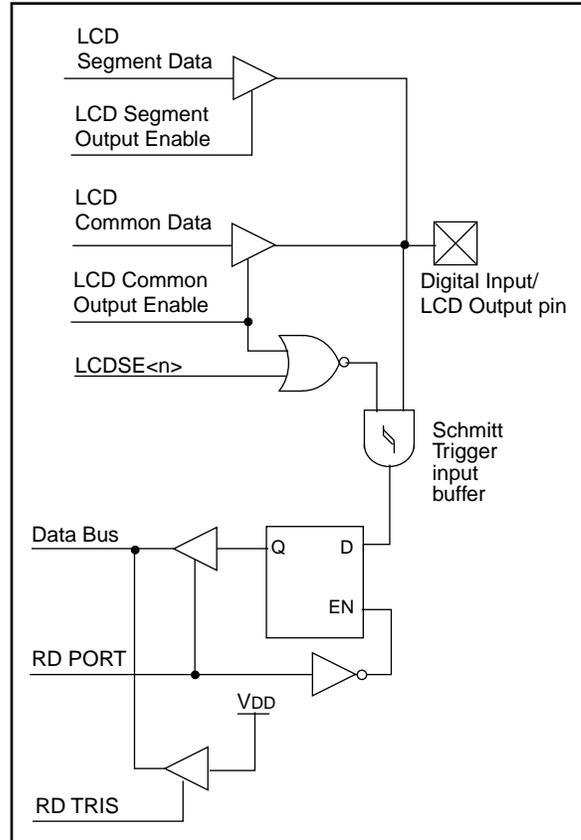 LCD
Segment Data
LCD Segment
Output Enable
LCD
Common Data
LCD Common
Output Enable
Digital Input/
LCD Output pin
LCDSE<n>
Schmitt
Trigger
input
buffer
Data Bus
Q
D
EN
RD PORT
VDD
RD TRIS